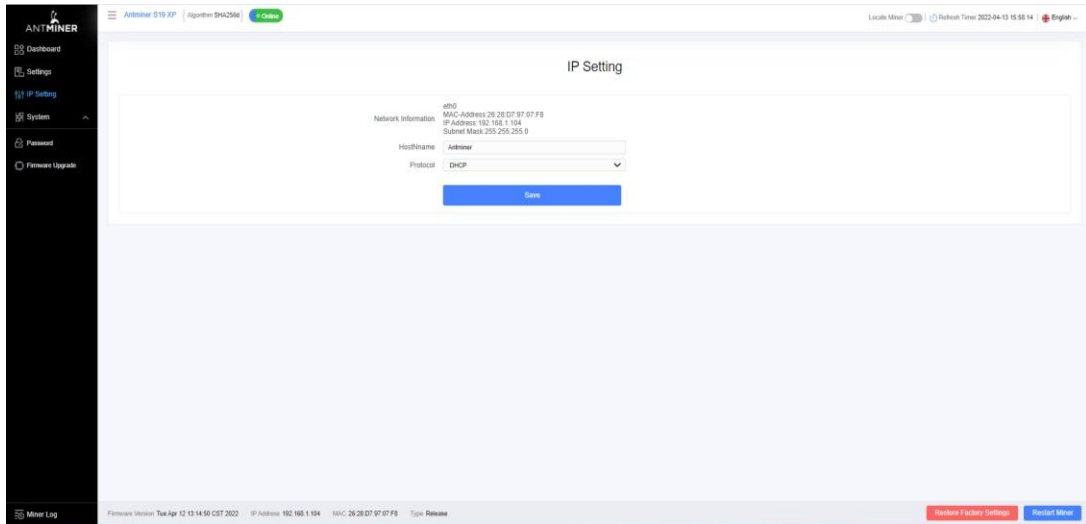 ANTMINER
Antminer S19 XP Algorithm SHA256d Online
Locate Miner Refresh Time: 2022-04-13 15:58:14 English
Dashboard
Settings
IP Setting
System
Password
Firmware Upgrade
IP Setting
Network Information
eth0
MAC-Address:26:28:D7:97:07:F8
IP Address:192.168.1.104
Subnet Mask:255.255.255.0
HostNname Antminer
Protocol DHCP
Save
Miner Log
Firmware Version Tue Apr 12 13:14:50 CST 2022 IP Address 192.168.1.104 MAC 26:28:D7:97:07:F8 Type Release
Restore Factory Settings Restart Miner